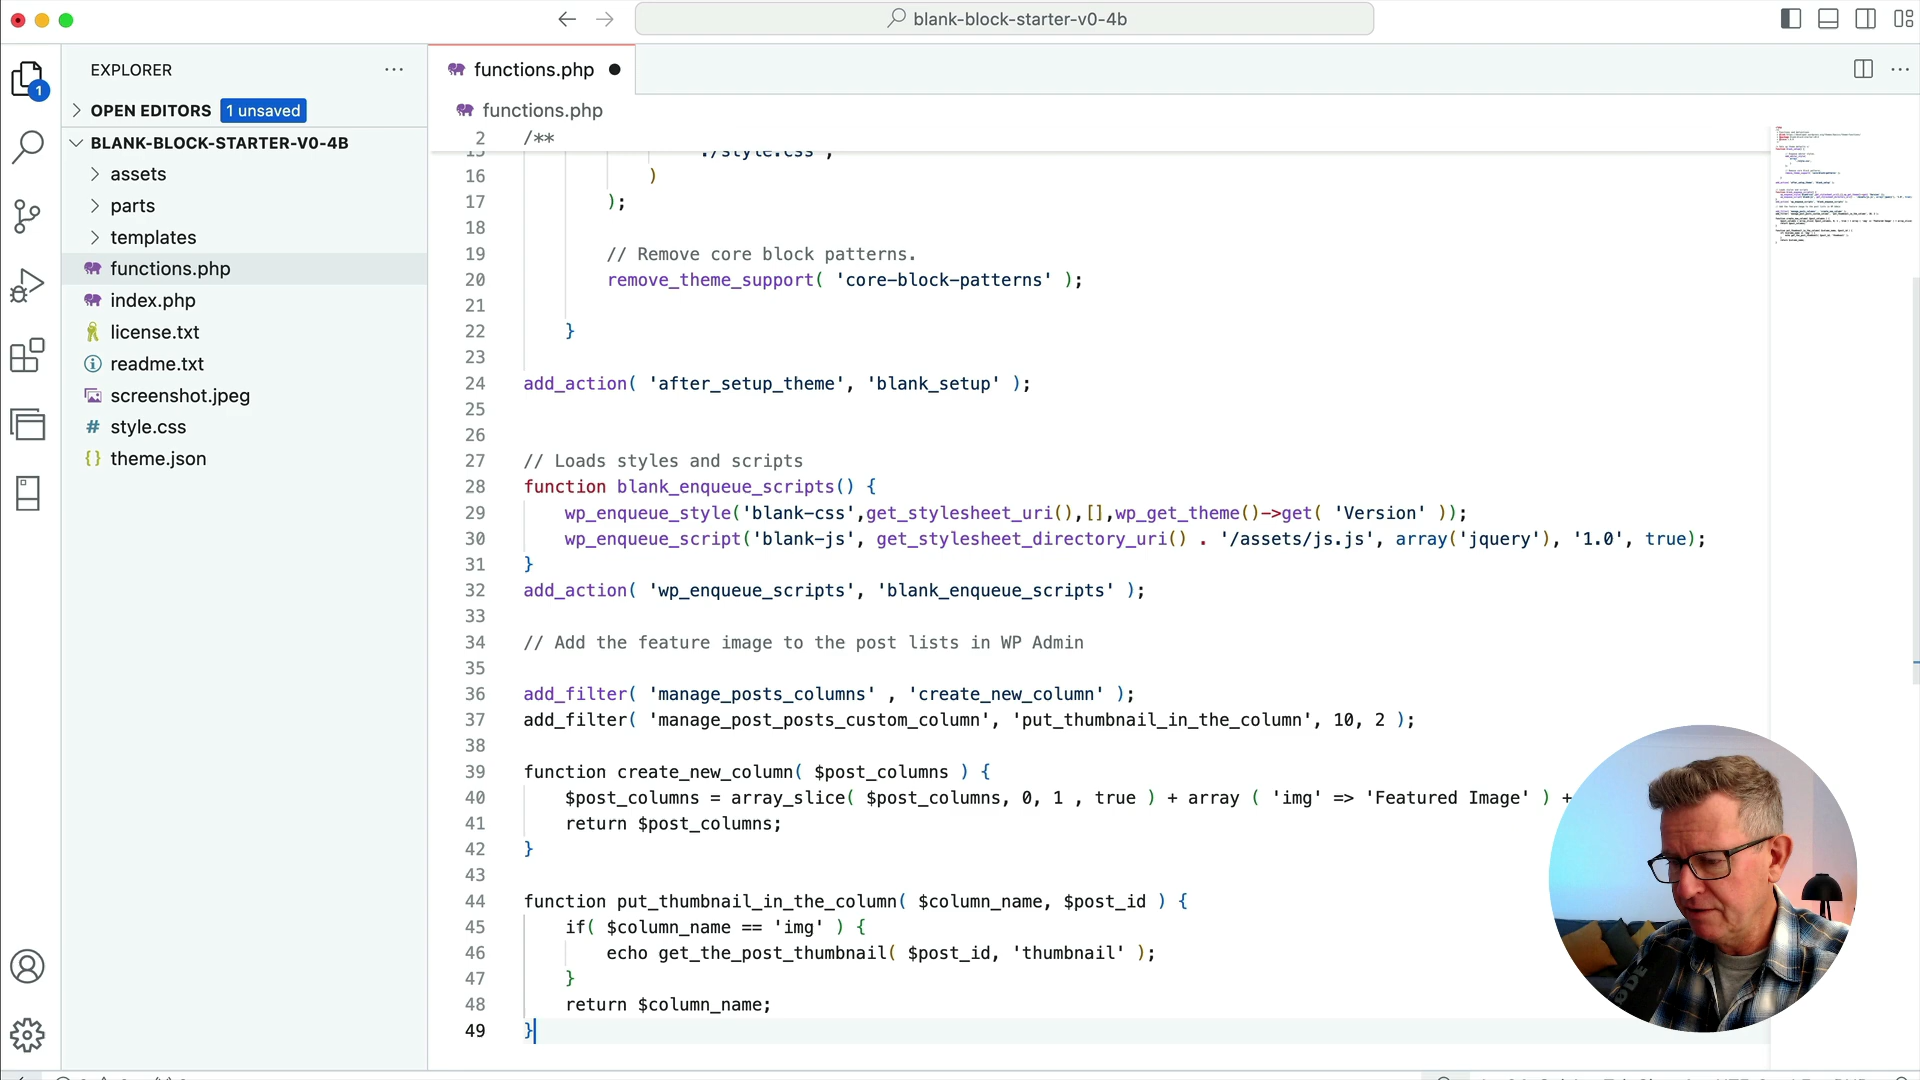 blank-block-starter-v0-4b
EXPLORER
functions.php
1
OPEN EDITORS 1 unsaved
functions.php
BLANK-BLOCK-STARTER-V0-4B
assets
parts
templates
functions.php
index.php
license.txt
readme.txt
screenshot.jpeg
# style.css
{} theme.json
2 /**
15 './style.css',
16 )
17 );
18
19 // Remove core block patterns.
20 remove_theme_support( 'core-block-patterns' );
21
22 }
23
24 add_action( 'after_setup_theme', 'blank_setup' );
25
26
27 // Loads styles and scripts
28 function blank_enqueue_scripts() {
29 wp_enqueue_style('blank-css',get_stylesheet_uri(),[],wp_get_theme()->get( 'Version' ));
30 wp_enqueue_script('blank-js', get_stylesheet_directory_uri() . '/assets/js.js', array('jquery'), '1.0', true);
31 }
32 add_action( 'wp_enqueue_scripts', 'blank_enqueue_scripts' );
33
34 // Add the feature image to the post lists in WP Admin
35
36 add_filter( 'manage_posts_columns' , 'create_new_column' );
37 add_filter( 'manage_post_posts_custom_column', 'put_thumbnail_in_the_column', 10, 2 );
38
39 function create_new_column( $post_columns ) {
40 $post_columns = array_slice( $post_columns, 0, 1 , true ) + array ( 'img' => 'Featured Image' ) +
41 return $post_columns;
42 }
43
44 function put_thumbnail_in_the_column( $column_name, $post_id ) {
45 if( $column_name == 'img' ) {
46 echo get_the_post_thumbnail( $post_id, 'thumbnail' );
47 }
48 return $column_name;
49 }